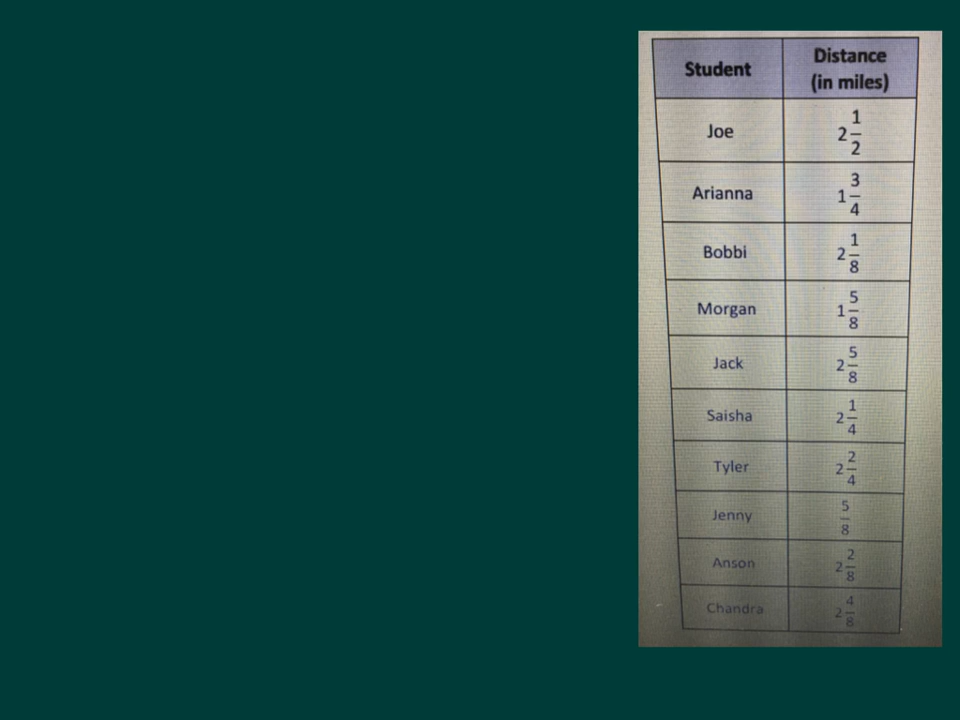 Student Distance (in miles)
Joe 2 1/2
Arianna 1 3/4
Bobbi 2 1/8
Morgan 1 5/8
Jack 2 5/8
Saisha 2 1/4
Tyler 2 2/4
Jenny 5/8
Anson 2 2/8
Chandra 2 4/8